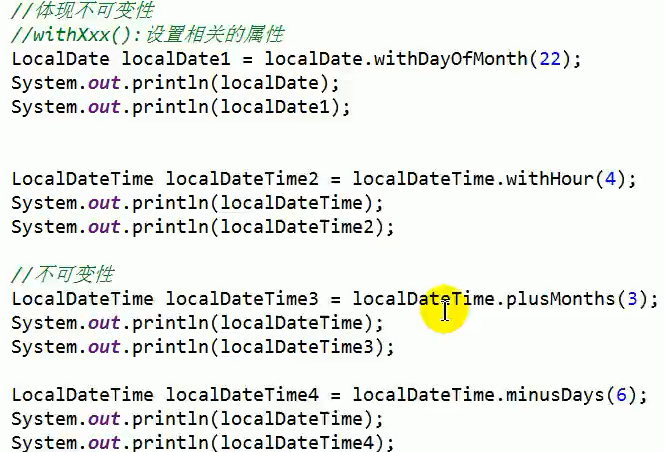 //体现不可变性
//withXxx():设置相关的属性
LocalDate localDate1 = localDate.withDayOfMonth(22);
System.out.println(localDate);
System.out.println(localDate1);
LocalDateTime localDateTime2 = localDateTime.withHour(4);
System.out.println(localDateTime);
System.out.println(localDateTime2);
//不可变性
LocalDateTime localDateTime3 = localDateTime.plusMonths(3);
System.out.println(localDateTime);
System.out.println(localDateTime3);
LocalDateTime localDateTime4 = localDateTime.minusDays(6);
System.out.println(localDateTime);
System.out.println(localDateTime4);